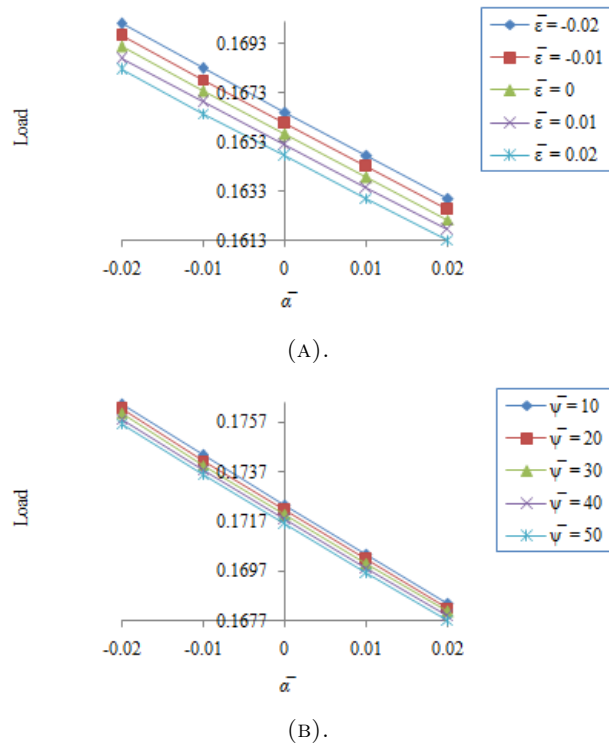 0.1693
0.1673
0.1653
0.1633
0.1613
-0.02 -0.01 0 0.01 0.02
Load
α̅
ε̅ = -0.02
ε̅ = -0.01
ε̅ = 0
ε̅ = 0.01
ε̅ = 0.02
(A).
0.1757
0.1737
0.1717
0.1697
0.1677
-0.02 -0.01 0 0.01 0.02
Load
α̅
ψ̅ = 10
ψ̅ = 20
ψ̅ = 30
ψ̅ = 40
ψ̅ = 50
(B).